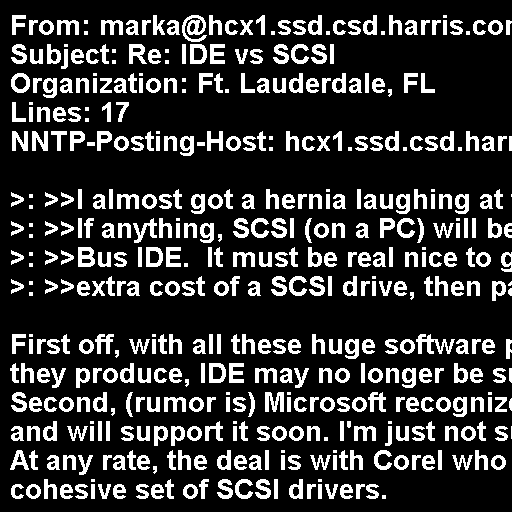 From: marka@hcx1.ssd.csd.harris.com
Subject: Re: IDE vs SCSI
Organization: Ft. Lauderdale, FL
Lines: 17
NNTP-Posting-Host: hcx1.ssd.csd.harr

>: >>I almost got a hernia laughing at
>: >>If anything, SCSI (on a PC) will be
>: >>Bus IDE.  It must be real nice to g
>: >>extra cost of a SCSI drive, then pa

First off, with all these huge software p
they produce, IDE may no longer be su
Second, (rumor is) Microsoft recognize
and will support it soon. I'm just not s
At any rate, the deal is with Corel who
cohesive set of SCSI drivers.